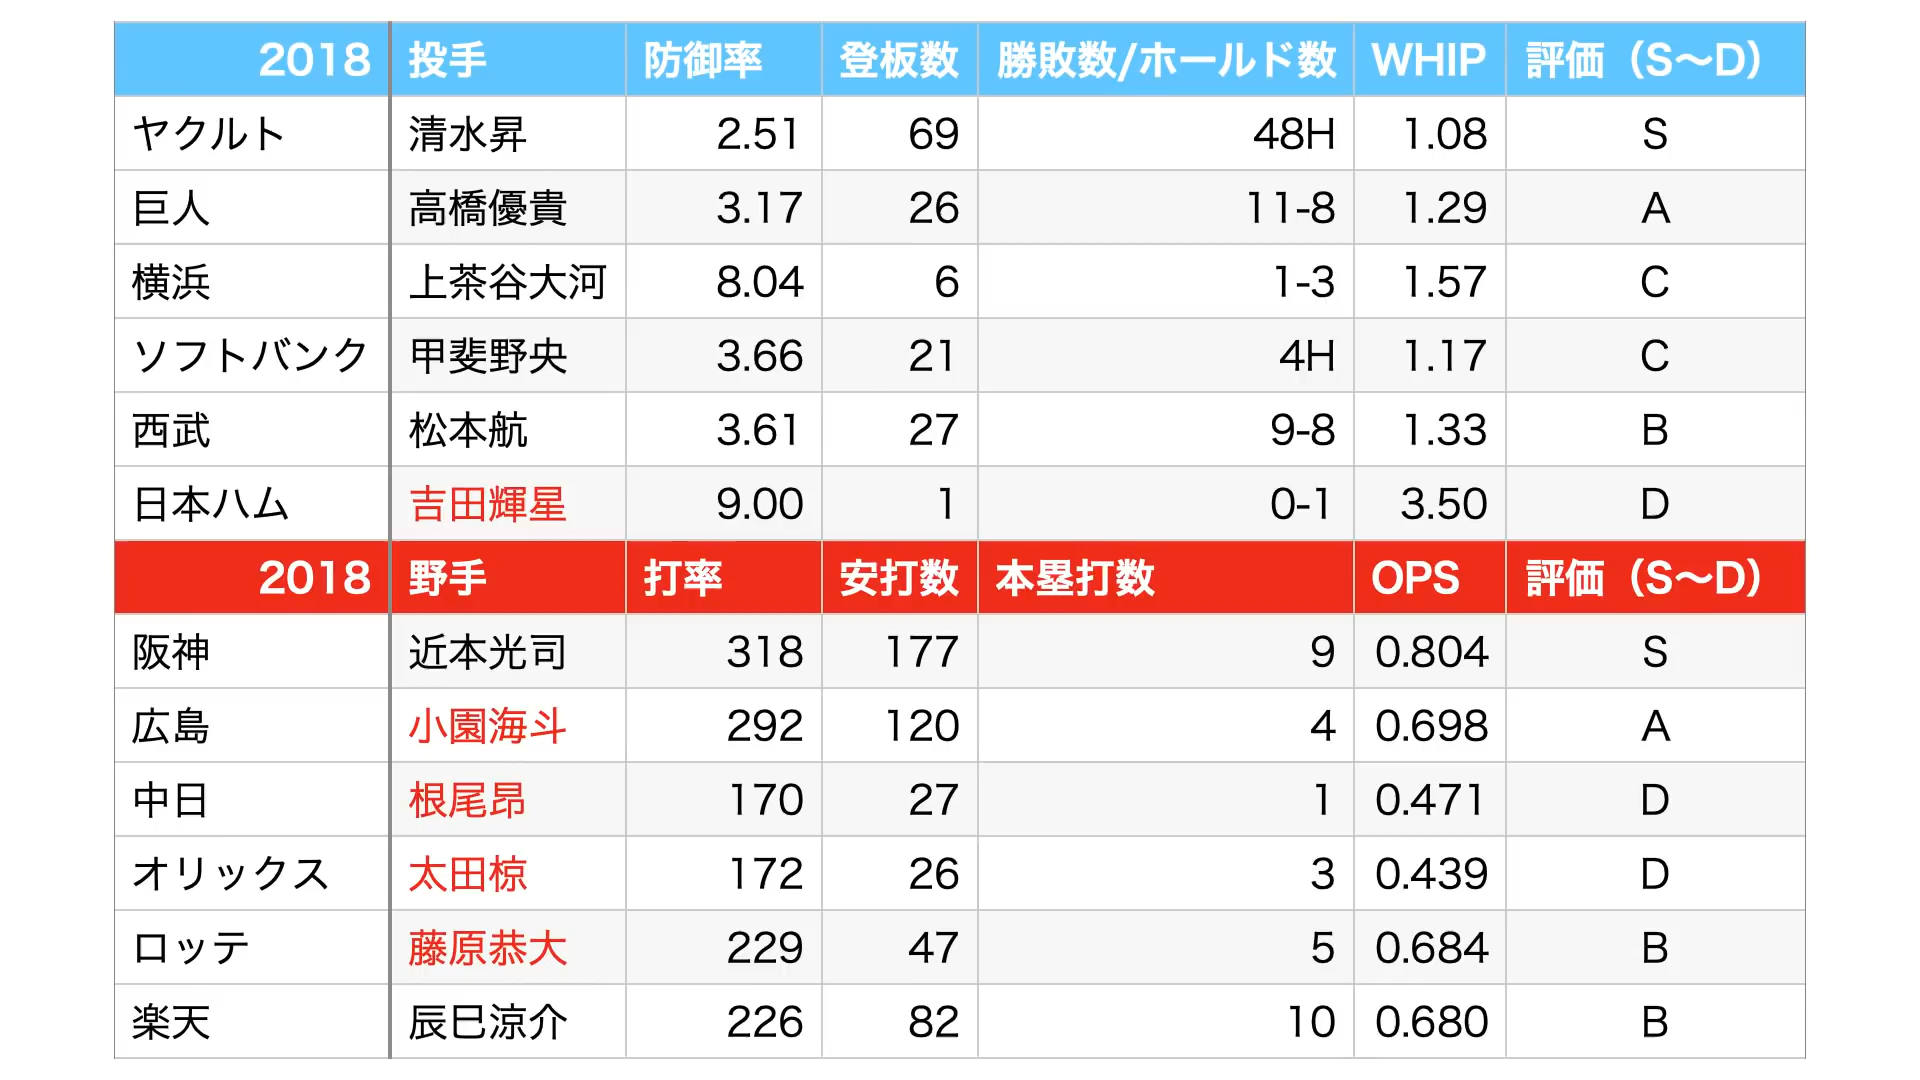 2018 投手 防御率 登板数 勝敗数/ホールド数 WHIP 評価（S〜D）
ヤクルト 清水昇 2.51 69 48H 1.08 S
巨人 高橋優貴 3.17 26 11-8 1.29 A
横浜 上茶谷大河 8.04 6 1-3 1.57 C
ソフトバンク 甲斐野央 3.66 21 4H 1.17 C
西武 松本航 3.61 27 9-8 1.33 B
日本ハム 吉田輝星 9.00 1 0-1 3.50 D
2018 野手 打率 安打数 本塁打数 OPS 評価（S〜D）
阪神 近本光司 318 177 9 0.804 S
広島 小園海斗 292 120 4 0.698 A
中日 根尾昂 170 27 1 0.471 D
オリックス 太田椋 172 26 3 0.439 D
ロッテ 藤原恭大 229 47 5 0.684 B
楽天 辰巳涼介 226 82 10 0.680 B